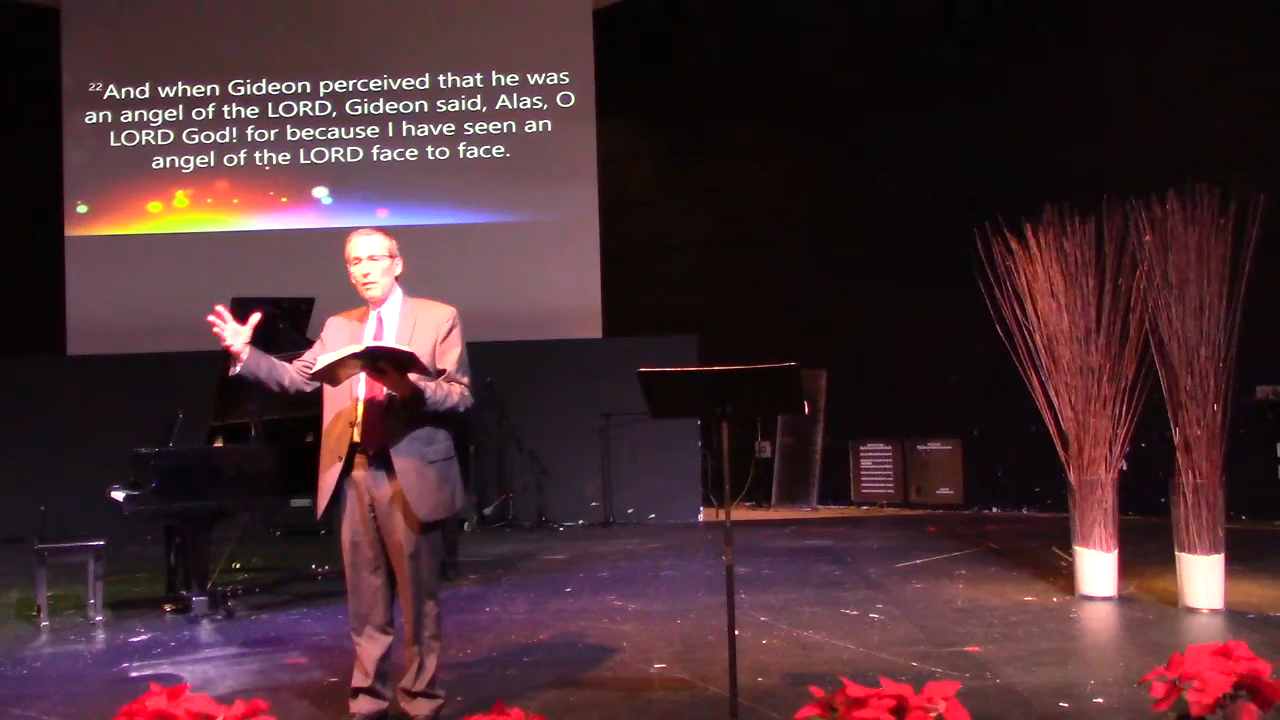 ²²And when Gideon perceived that he was
an angel of the LORD, Gideon said, Alas, O
LORD God! for because I have seen an
angel of the LORD face to face.